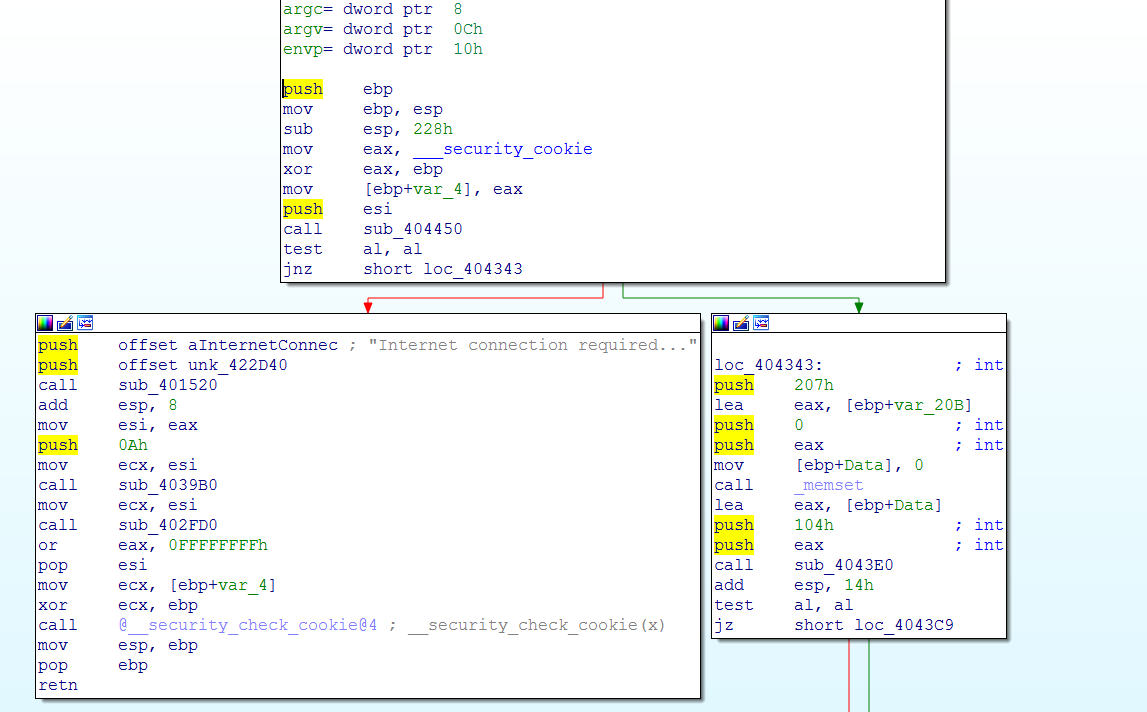 argc= dword ptr  8
argv= dword ptr  0Ch
envp= dword ptr  10h
push    ebp
mov     ebp, esp
sub     esp, 228h
mov     eax, ___security_cookie
xor     eax, ebp
mov     [ebp+var_4], eax
push    esi
call    sub_404450
test    al, al
jnz     short loc_404343
push    offset aInternetConnec ; "Internet connection required..."
push    offset unk_422D40
call    sub_401520
add     esp, 8
mov     esi, eax
push    0Ah
mov     ecx, esi
call    sub_4039B0
mov     ecx, esi
call    sub_402FD0
or      eax, 0FFFFFFFFh
pop     esi
mov     ecx, [ebp+var_4]
xor     ecx, ebp
call    @__security_check_cookie@4 ; __security_check_cookie(x)
mov     esp, ebp
pop     ebp
retn
loc_404343:             ; int
push    207h
lea     eax, [ebp+var_20B]
push    0               ; int
push    eax             ; int
mov     [ebp+Data], 0
call    _memset
lea     eax, [ebp+Data]
push    104h            ; int
push    eax             ; int
call    sub_4043E0
add     esp, 14h
test    al, al
jz      short loc_4043C9